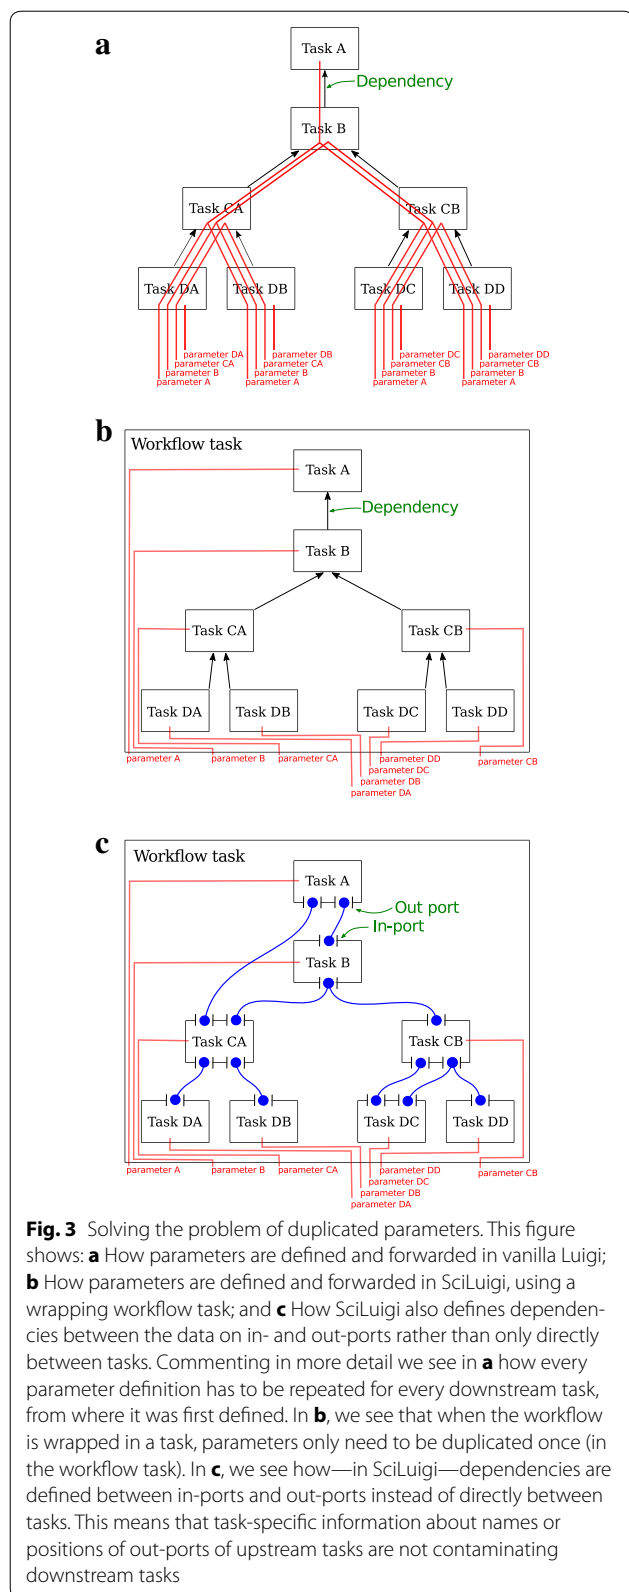 a
Task A
Dependency
Task B
Task CA
Task CB
Task DA
Task DB
Task DC
Task DD
parameter DA
parameter CA
parameter B
parameter A
parameter DB
parameter CA
parameter B
parameter A
parameter DC
parameter CB
parameter B
parameter A
parameter DD
parameter CB
parameter B
parameter A
b
Workflow task
Task A
Dependency
Task B
Task CA
Task CB
Task DA
Task DB
Task DC
Task DD
parameter A
parameter B
parameter CA
parameter DD
parameter CB
parameter DC
parameter DB
parameter DA
c
Workflow task
Task A
Out port
In-port
Task B
Task CA
Task CB
Task DA
Task DB
Task DC
Task DD
parameter A
parameter B
parameter CA
parameter DD
parameter CB
parameter DC
parameter DB
parameter DA
Fig. 3 Solving the problem of duplicated parameters. This figure
shows: a How parameters are defined and forwarded in vanilla Luigi;
b How parameters are defined and forwarded in SciLuigi, using a
wrapping workflow task; and c How SciLuigi also defines dependen-
cies between the data on in- and out-ports rather than only directly
between tasks. Commenting in more detail we see in a how every
parameter definition has to be repeated for every downstream task,
from where it was first defined. In b, we see that when the workflow
is wrapped in a task, parameters only need to be duplicated once (in
the workflow task). In c, we see how—in SciLuigi—dependencies are
defined between in-ports and out-ports instead of directly between
tasks. This means that task-specific information about names or
positions of out-ports of upstream tasks are not contaminating
downstream tasks